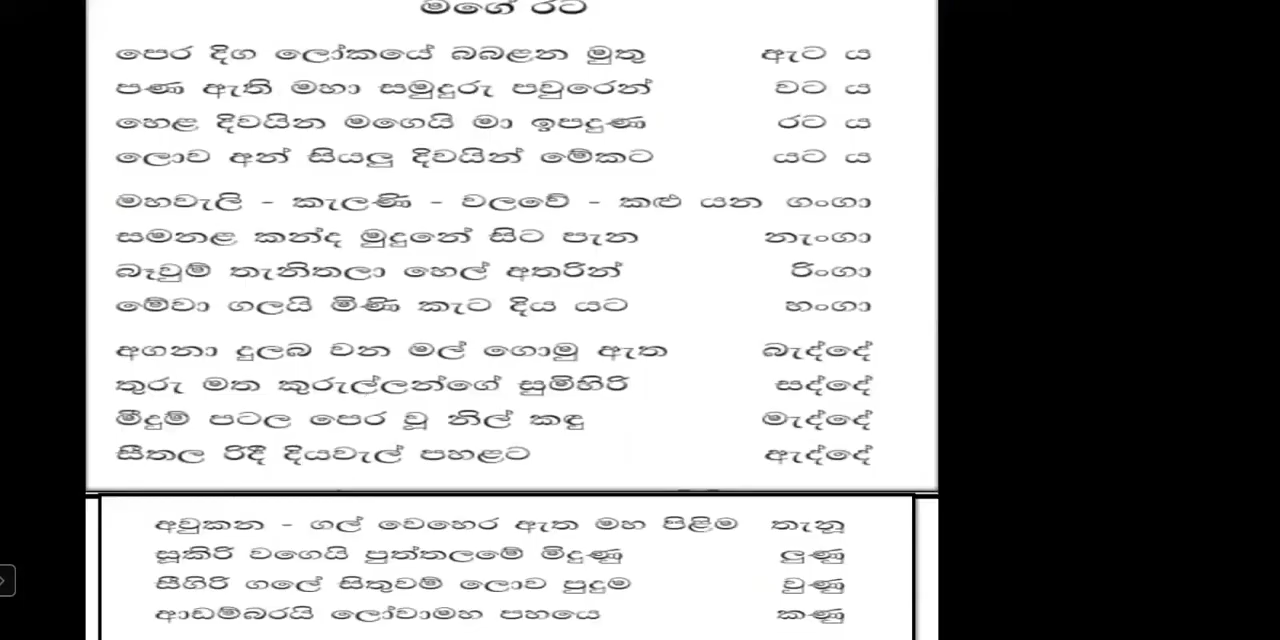 මගේ රට
පෙර දිග ලෝකයේ බබළන මුතු ඇට ය
පණ ඇති මහා සමුදුරු පවුරෙන් වට ය
හෙළ දිවයින මගෙයි මා ඉපදුණ රට ය
ලොව අන් සියලු දිවයින් මේකට යට ය
මහවැලි - කැලණි - වලවේ - කළු යන ගංගා
සමනළ කන්ද මුදුනේ සිට පැන නැංගා
බෑවුම් තැනිතලා හෙල් අතරින් රිංගා
මේවා ගලයි මිණි කැට දිය යට හංගා
අගනා දුලබ වන මල් ගොමු ඇත බැද්දේ
තුරු මත කුරුල්ලන්ගේ සුමිහිරි සද්දේ
මීදුම් පටල පෙර වූ නිල් කඳු මැද්දේ
සීතල රිදී දියවැල් පහළට ඇද්දේ
අවුකන - ගල් වෙහෙර ඇත මහ පිළිම තැනූ
සූකිරි වගෙයි පුත්තලමේ මිදුණු ලුණු
සීගිරි ගලේ සිතුවම් ලොව පුදුම වුණු
ආඩම්බරයි ලෝවාමහ පහයෙ කණු